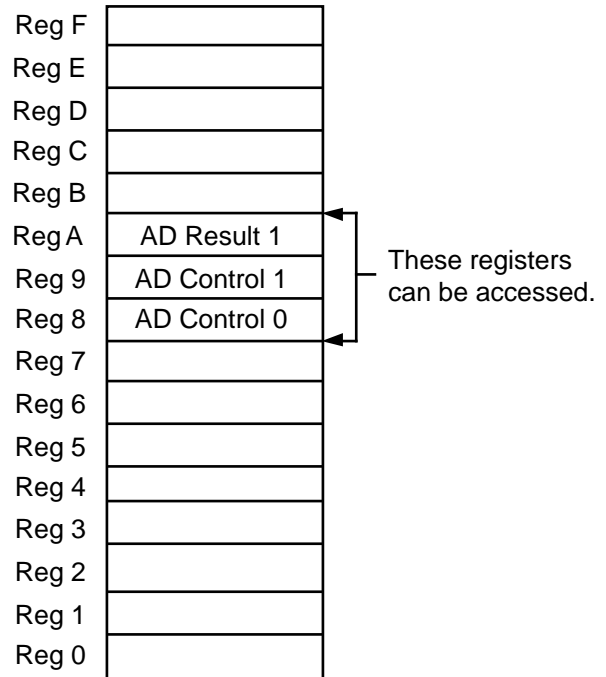 Reg F
Reg E
Reg D
Reg C
Reg B
Reg A AD Result 1
Reg 9 AD Control 1
Reg 8 AD Control 0
These registers
can be accessed.
Reg 7
Reg 6
Reg 5
Reg 4
Reg 3
Reg 2
Reg 1
Reg 0